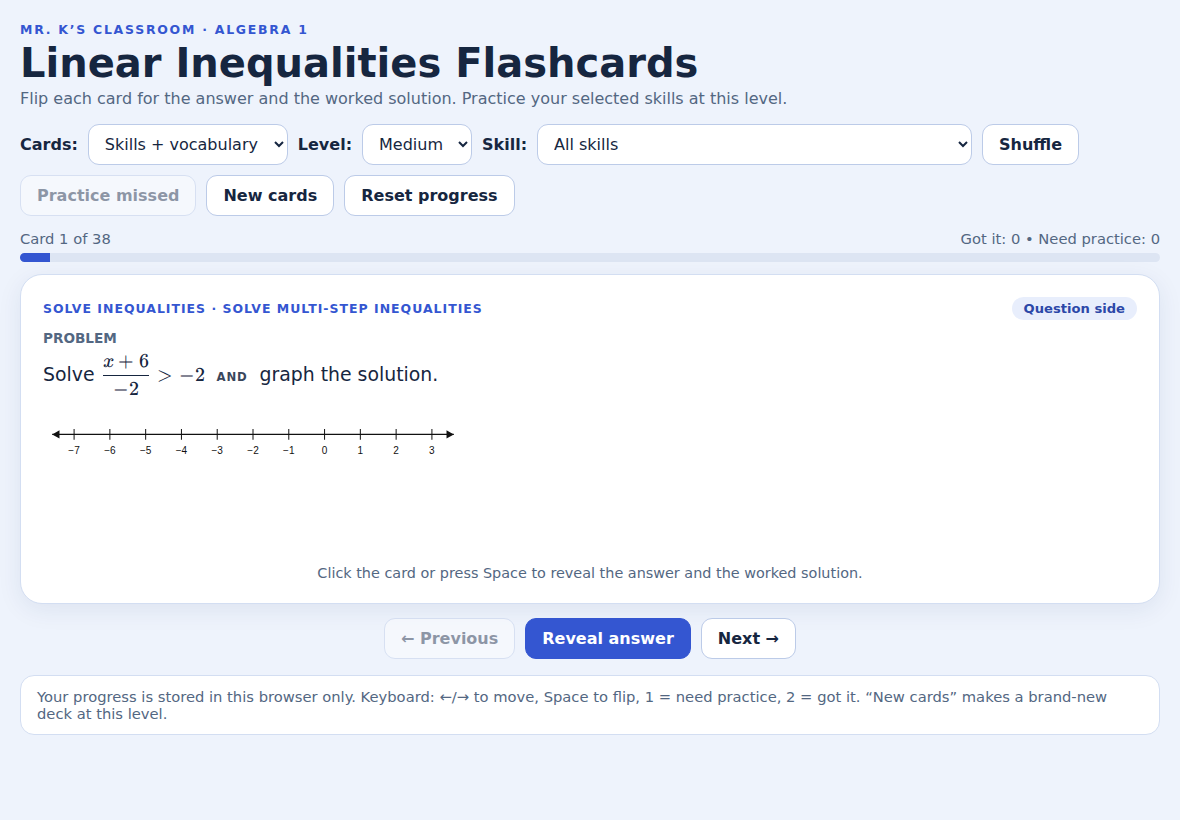 MR. K’S CLASSROOM · ALGEBRA 1
Linear Inequalities Flashcards
Flip each card for the answer and the worked solution. Practice your selected skills at this level.
Cards: Skills + vocabulary Level: Medium Skill: All skills Shuffle
Practice missed New cards Reset progress
Card 1 of 38 Got it: 0 • Need practice: 0
SOLVE INEQUALITIES · SOLVE MULTI-STEP INEQUALITIES Question side
PROBLEM
Solve (x + 6)/(−2) > −2 AND graph the solution.
−7 −6 −5 −4 −3 −2 −1 0 1 2 3
Click the card or press Space to reveal the answer and the worked solution.
← Previous Reveal answer Next →
Your progress is stored in this browser only. Keyboard: ←/→ to move, Space to flip, 1 = need practice, 2 = got it. “New cards” makes a brand-new
deck at this level.